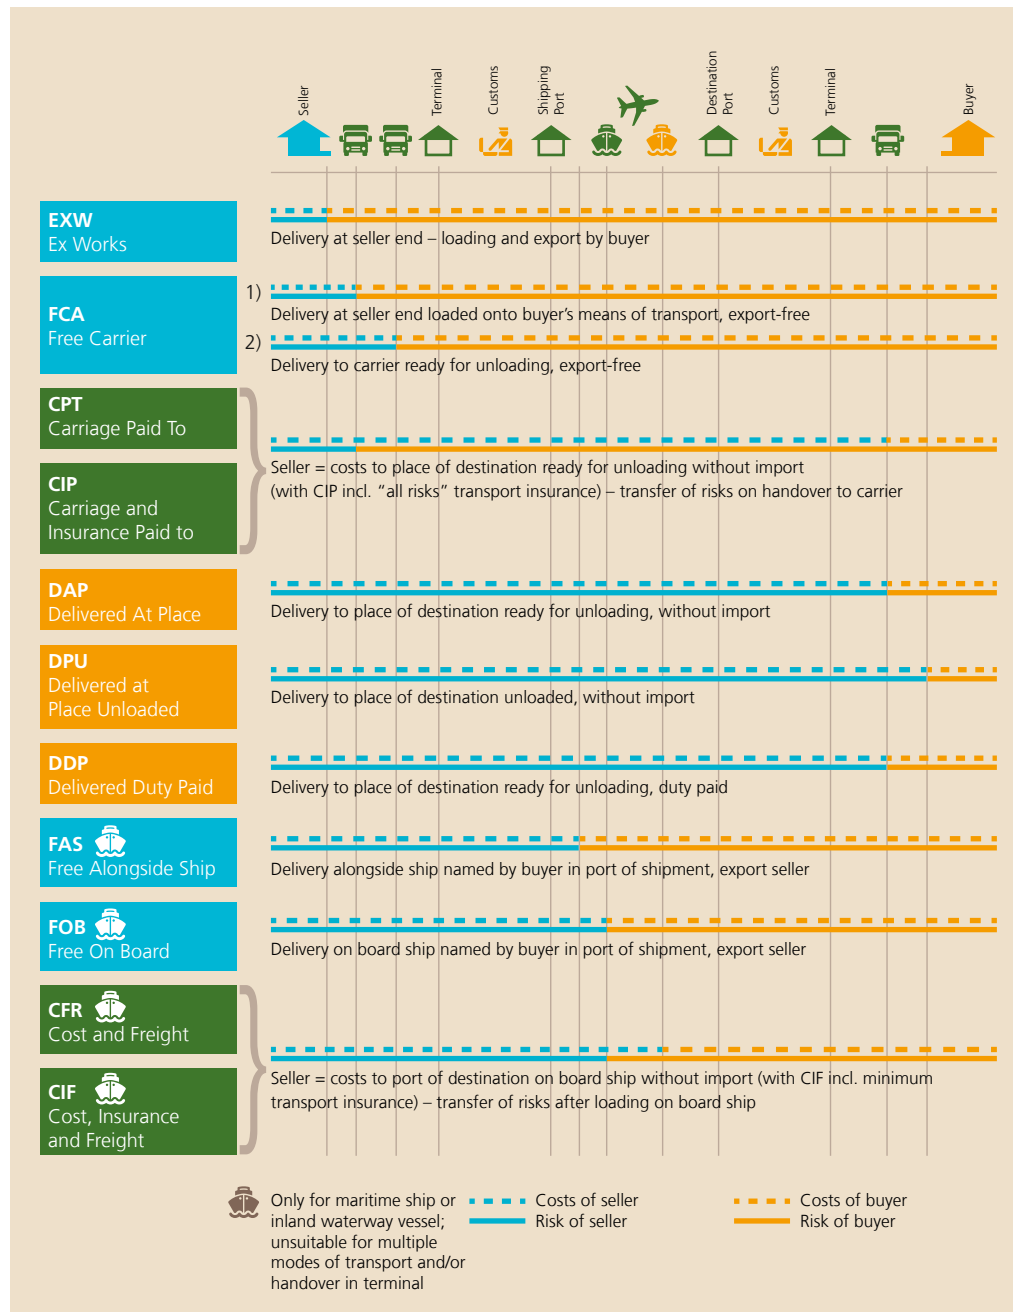 Seller
Terminal
Customs
Shipping
Port
Destination
Port
Customs
Terminal
Buyer
EXW
Ex Works
Delivery at seller end – loading and export by buyer
FCA
Free Carrier
1)
Delivery at seller end loaded onto buyer’s means of transport, export-free
2)
Delivery to carrier ready for unloading, export-free
CPT
Carriage Paid To
CIP
Carriage and
Insurance Paid to
Seller = costs to place of destination ready for unloading without import
(with CIP incl. “all risks” transport insurance) – transfer of risks on handover to carrier
DAP
Delivered At Place
Delivery to place of destination ready for unloading, without import
DPU
Delivered at
Place Unloaded
Delivery to place of destination unloaded, without import
DDP
Delivered Duty Paid
Delivery to place of destination ready for unloading, duty paid
FAS
Free Alongside Ship
Delivery alongside ship named by buyer in port of shipment, export seller
FOB
Free On Board
Delivery on board ship named by buyer in port of shipment, export seller
CFR
Cost and Freight
CIF
Cost, Insurance
and Freight
Seller = costs to port of destination on board ship without import (with CIF incl. minimum
transport insurance) – transfer of risks after loading on board ship
Only for maritime ship or
inland waterway vessel;
unsuitable for multiple
modes of transport and/or
handover in terminal
Costs of seller
Risk of seller
Costs of buyer
Risk of buyer